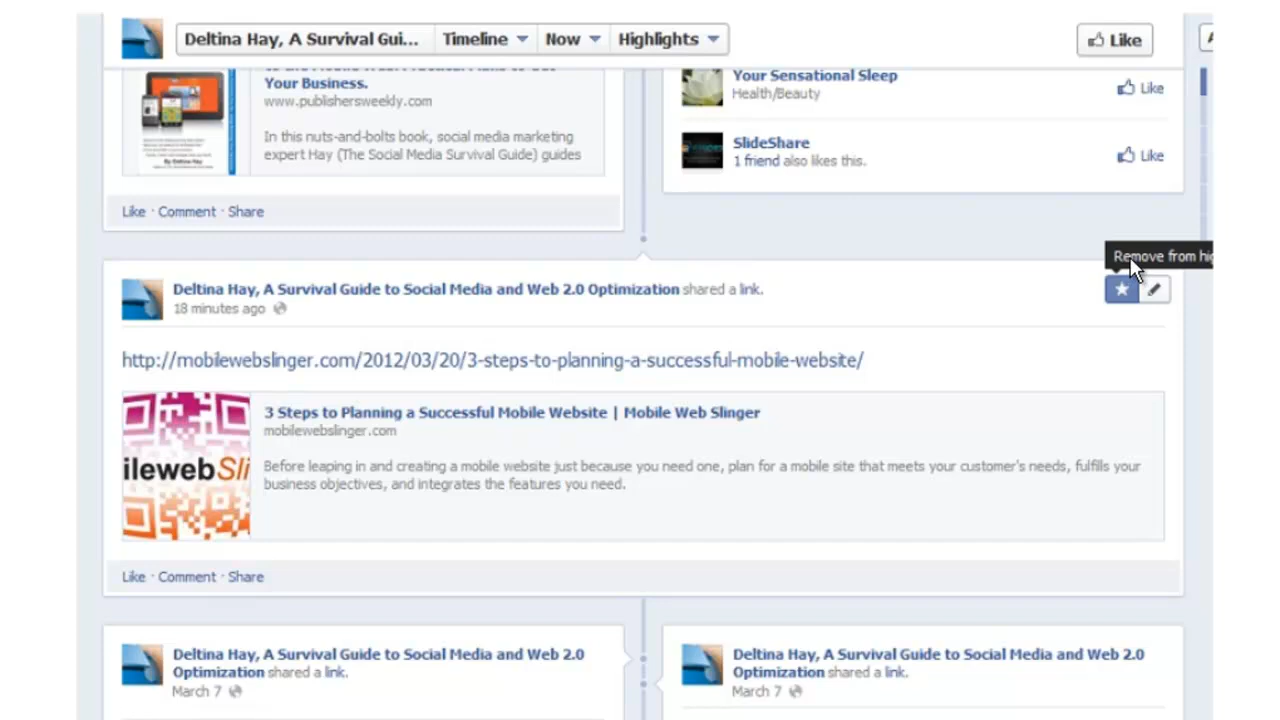 Deltina Hay, A Survival Gui... Timeline Now Highlights
Like
Your Business.
www.publishersweekly.com
In this nuts-and-bolts book, social media marketing
expert Hay (The Social Media Survival Guide) guides
Like · Comment · Share
Your Sensational Sleep
Health/Beauty
Like
SlideShare
1 friend also likes this.
Like
Remove from hig
Deltina Hay, A Survival Guide to Social Media and Web 2.0 Optimization shared a link.
18 minutes ago
http://mobilewebslinger.com/2012/03/20/3-steps-to-planning-a-successful-mobile-website/
ilewebSli
3 Steps to Planning a Successful Mobile Website | Mobile Web Slinger
mobilewebslinger.com
Before leaping in and creating a mobile website just because you need one, plan for a mobile site that meets your customer's needs, fulfills your
business objectives, and integrates the features you need.
Like · Comment · Share
Deltina Hay, A Survival Guide to Social Media and Web 2.0
Optimization shared a link.
March 7
Deltina Hay, A Survival Guide to Social Media and Web 2.0
Optimization shared a link.
March 7